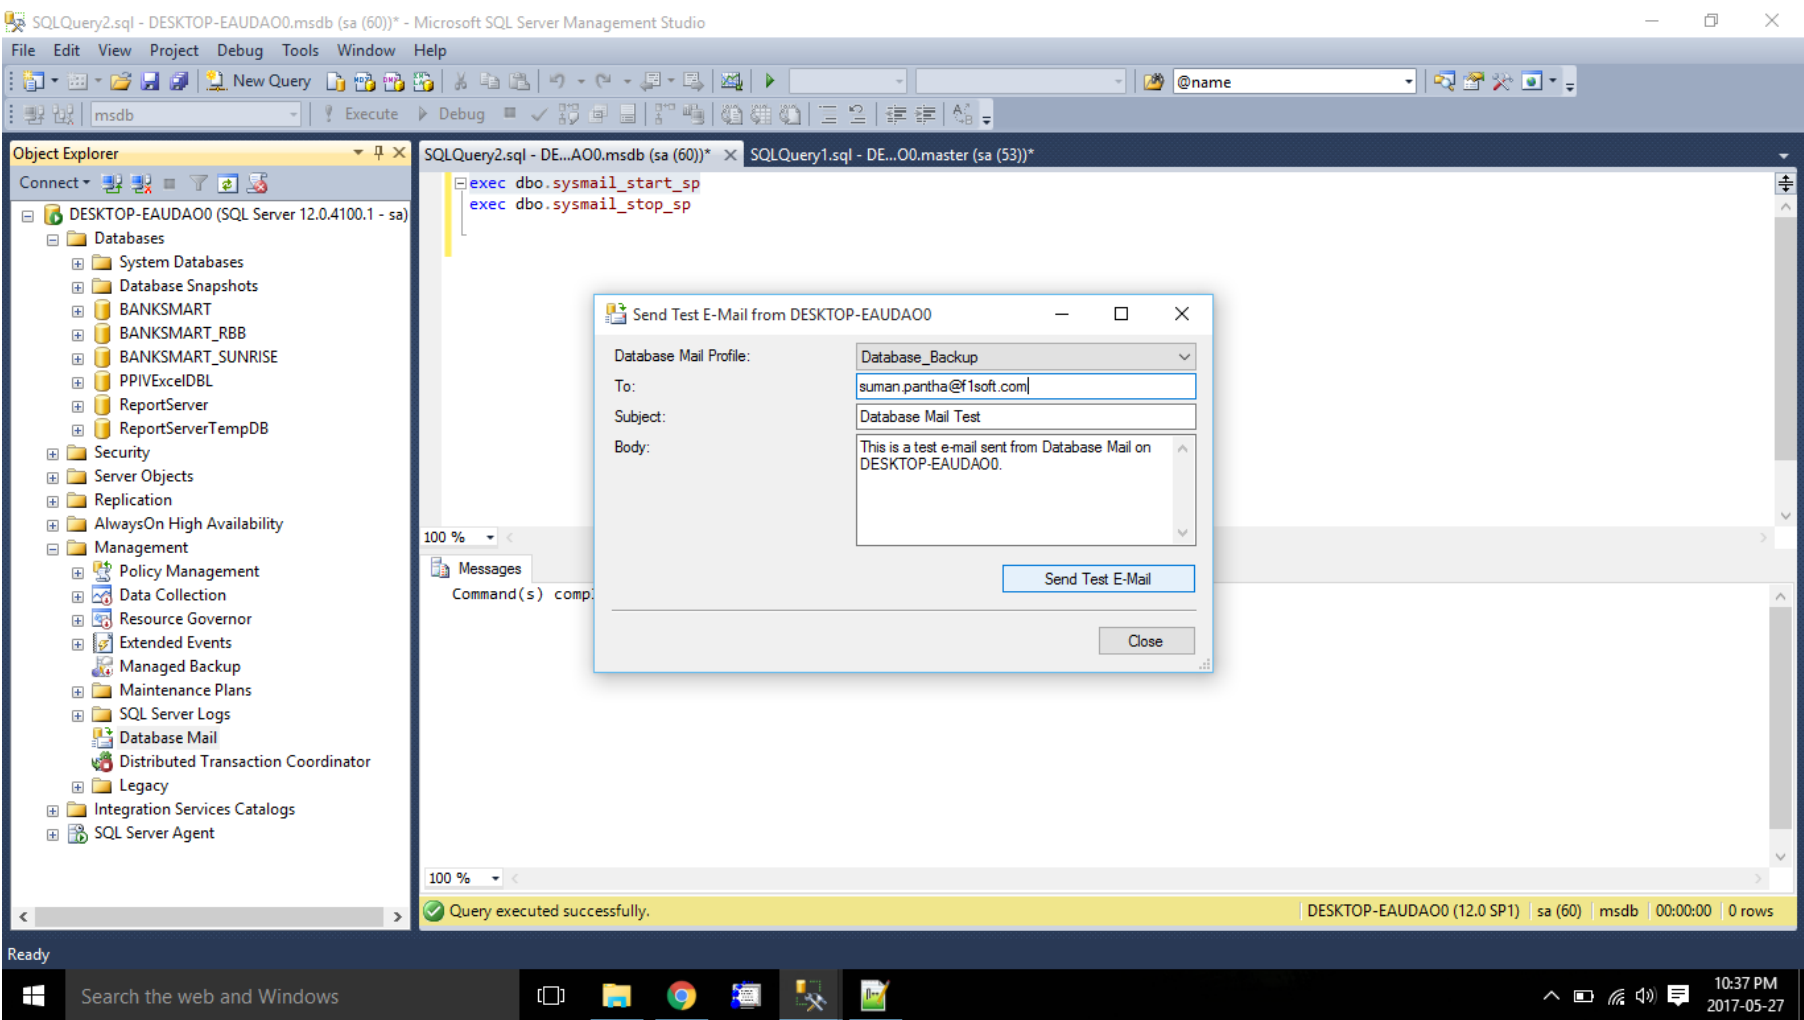 SQLQuery2.sql - DESKTOP-EAUDAO0.msdb (sa (60))* - Microsoft SQL Server Management Studio
File Edit View Project Debug Tools Window Help
New Query @name
msdb Execute Debug
Object Explorer
SQLQuery2.sql - DE...AO0.msdb (sa (60))* SQLQuery1.sql - DE...O0.master (sa (53))*
Connect
DESKTOP-EAUDAO0 (SQL Server 12.0.4100.1 - sa)
Databases
System Databases
Database Snapshots
BANKSMART
BANKSMART_RBB
BANKSMART_SUNRISE
PPIVExcelDBL
ReportServer
ReportServerTempDB
Security
Server Objects
Replication
AlwaysOn High Availability
Management
Policy Management
Data Collection
Resource Governor
Extended Events
Managed Backup
Maintenance Plans
SQL Server Logs
Database Mail
Distributed Transaction Coordinator
Legacy
Integration Services Catalogs
SQL Server Agent
exec dbo.sysmail_start_sp
exec dbo.sysmail_stop_sp
100 %
Messages
Command(s) comp
Send Test E-Mail from DESKTOP-EAUDAO0
Database Mail Profile: Database_Backup
To: suman.pantha@f1soft.com
Subject: Database Mail Test
Body: This is a test e-mail sent from Database Mail on
DESKTOP-EAUDAO0.
Send Test E-Mail
Close
100 %
Query executed successfully. DESKTOP-EAUDAO0 (12.0 SP1) sa (60) msdb 00:00:00 0 rows
Ready
Search the web and Windows
10:37 PM
2017-05-27